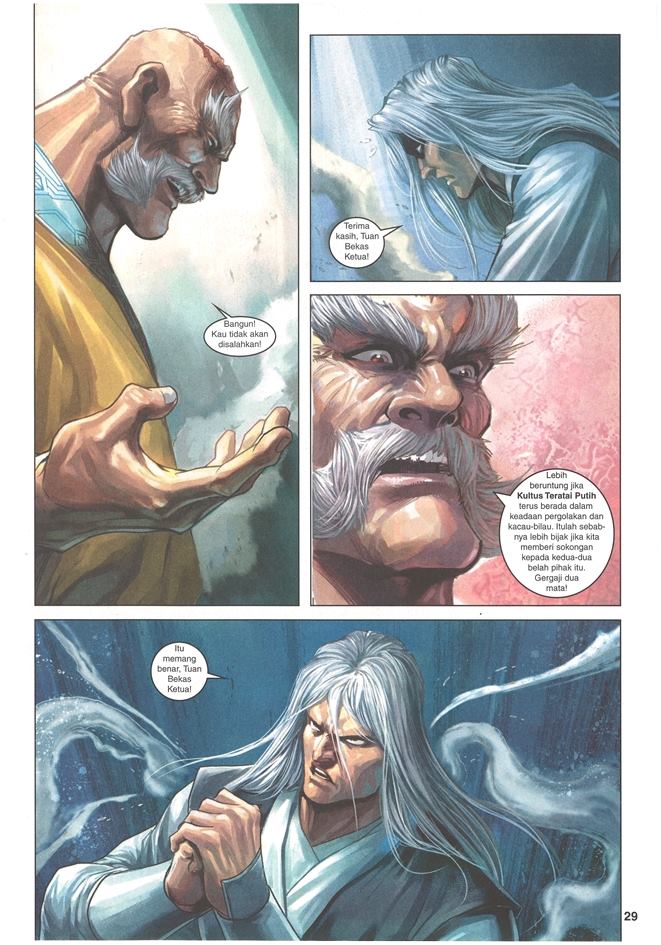 Bangun!
Kau tidak akan
disalahkan!
Terima
kasih, Tuan
Bekas
Ketua!
Lebih
beruntung jika
Kultus Teratai Putih
terus berada dalam
keadaan pergolakan dan
kacau-bilau. Itulah sebab-
nya lebih bijak jika kita
memberi sokongan
kepada kedua-dua
belah pihak itu.
Gergaji dua
mata!
Itu
memang
benar, Tuan
Bekas
Ketua!
29